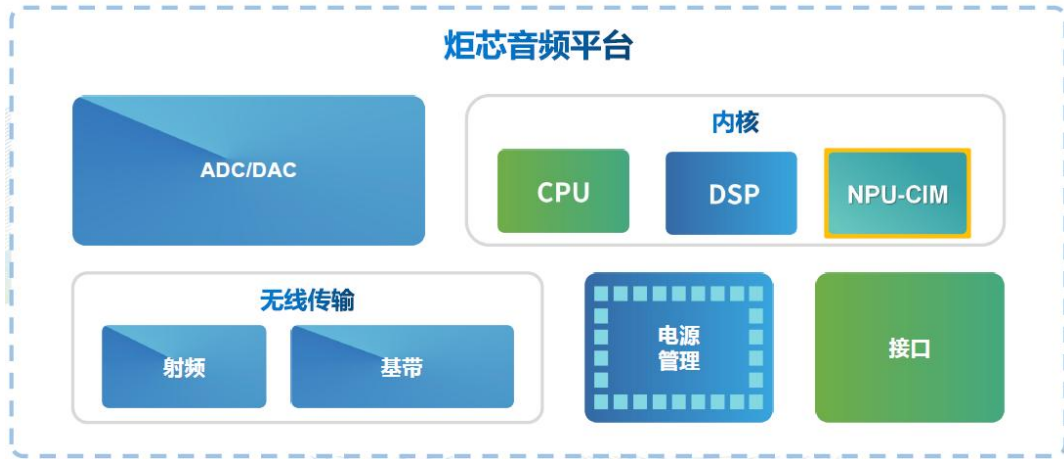 炬芯音频平台
ADC/DAC
内核
CPU
DSP
NPU-CIM
无线传输
射频
基带
电源
管理
接口